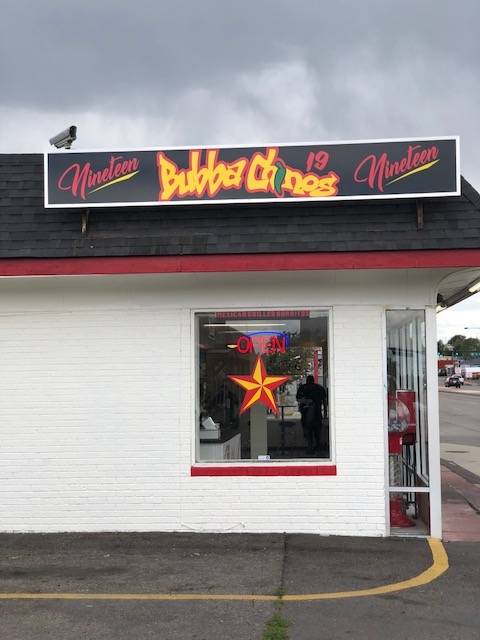 Nineteen
Bubba Chinos
19
Nineteen
MEXICAN GRILLED BURRITOS
OPEN